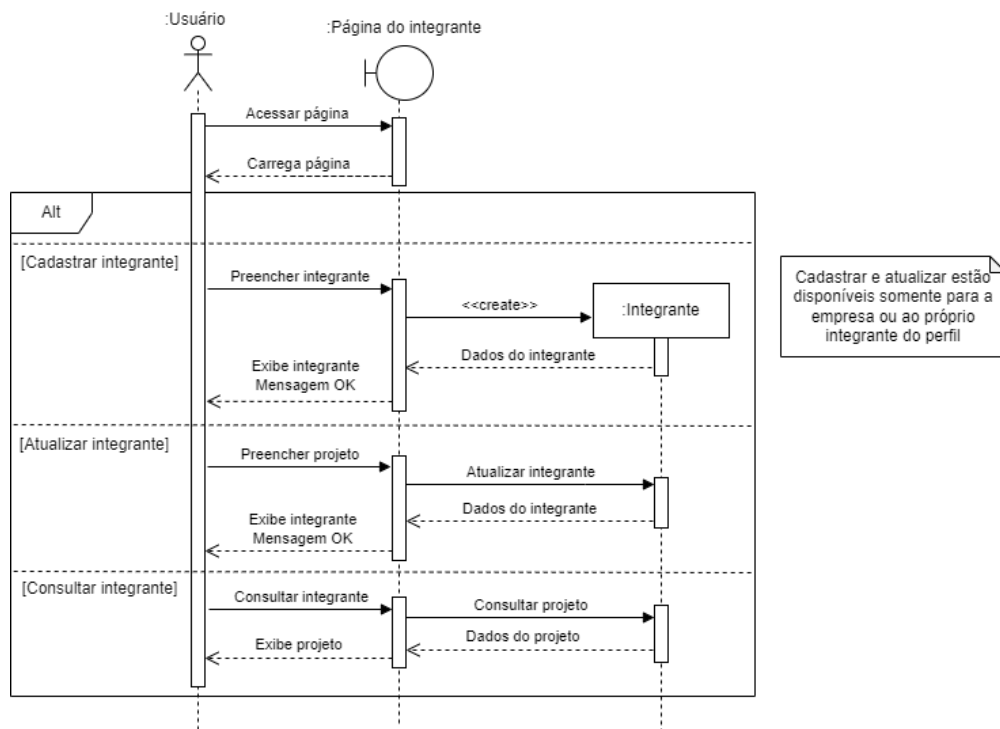 :Usuário
:Página do integrante
Acessar página
Carrega página
Alt
[Cadastrar integrante]
Preencher integrante
<<create>>
:Integrante
Dados do integrante
Exibe integrante
Mensagem OK
Cadastrar e atualizar estão
disponíveis somente para a
empresa ou ao próprio
integrante do perfil
[Atualizar integrante]
Preencher projeto
Atualizar integrante
Dados do integrante
Exibe integrante
Mensagem OK
[Consultar integrante]
Consultar integrante
Consultar projeto
Dados do projeto
Exibe projeto